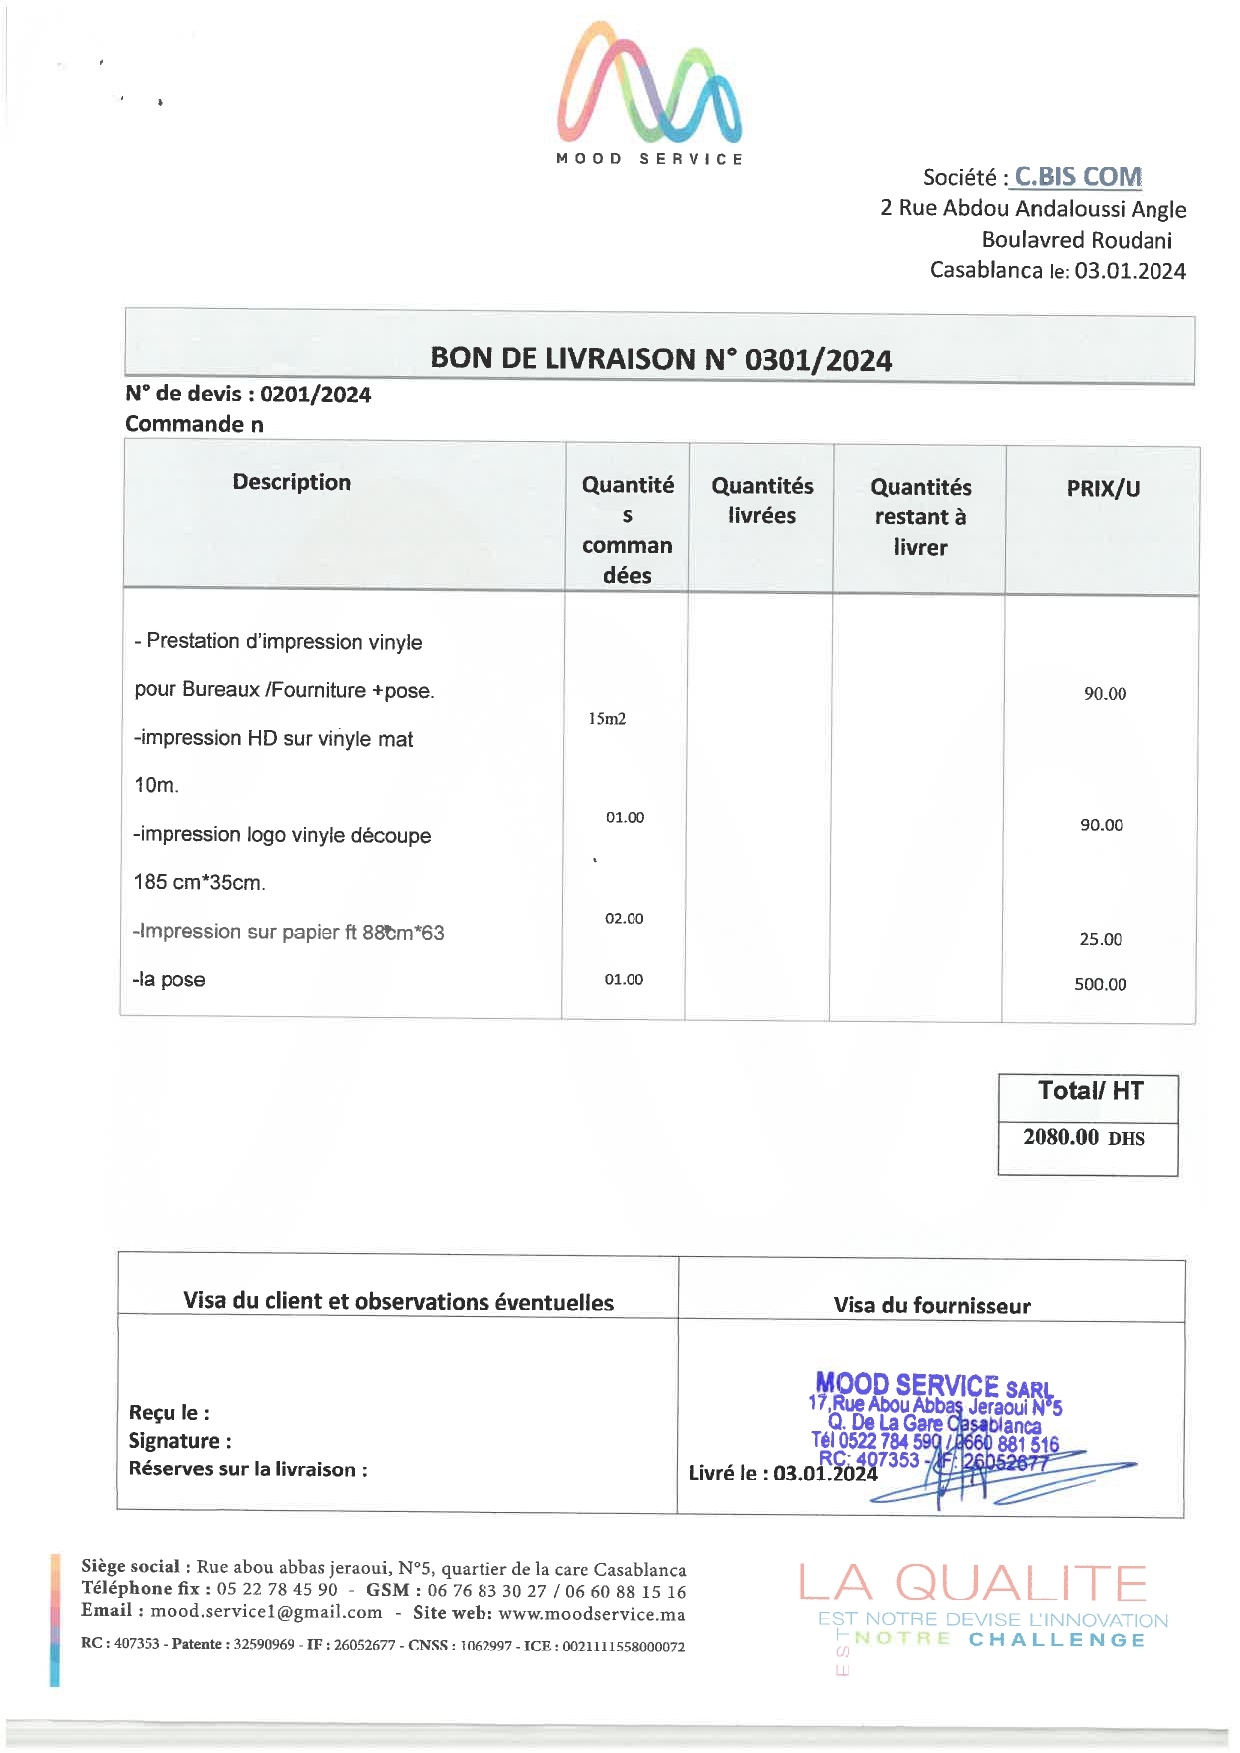 MOOD SERVICE
Société : C.BIS COM
2 Rue Abdou Andaloussi Angle
Boulavred Roudani
Casablanca le: 03.01.2024
BON DE LIVRAISON N° 0301/2024
N° de devis : 0201/2024
Commande n
Description
Quantité
s
comman
dées
Quantités
livrées
Quantités
restant à
livrer
PRIX/U
- Prestation d'impression vinyle
pour Bureaux /Fourniture +pose.
90.00
15m2
-impression HD sur vinyle mat
10m.
01.00
90.00
-impression logo vinyle découpe
185 cm*35cm.
02.00
-Impression sur papier ft 88cm*63
25.00
-la pose
01.00
500.00
Total/ HT
2080.00 DHS
Visa du client et observations éventuelles
Visa du fournisseur
Reçu le :
Signature :
Réserves sur la livraison :
MOOD SERVICE SARL
17,Rue Abou Abbas Jeraoui N°5
Q. De La Gare Casablanca
Tél 0522 784 590 / 0660 881 516
RC: 407353 - IF: 26052677
Livré le : 03.01.2024
Siège social : Rue abou abbas jeraoui, N°5, quartier de la care Casablanca
Téléphone fix : 05 22 78 45 90 - GSM : 06 76 83 30 27 / 06 60 88 15 16
Email : mood.service1@gmail.com - Site web: www.moodservice.ma
RC : 407353 - Patente : 32590969 - IF : 26052677 - CNSS : 1062997 - ICE : 0021111558000072
LA QUALITE
EST NOTRE DEVISE L'INNOVATION
EST NOTRE CHALLENGE